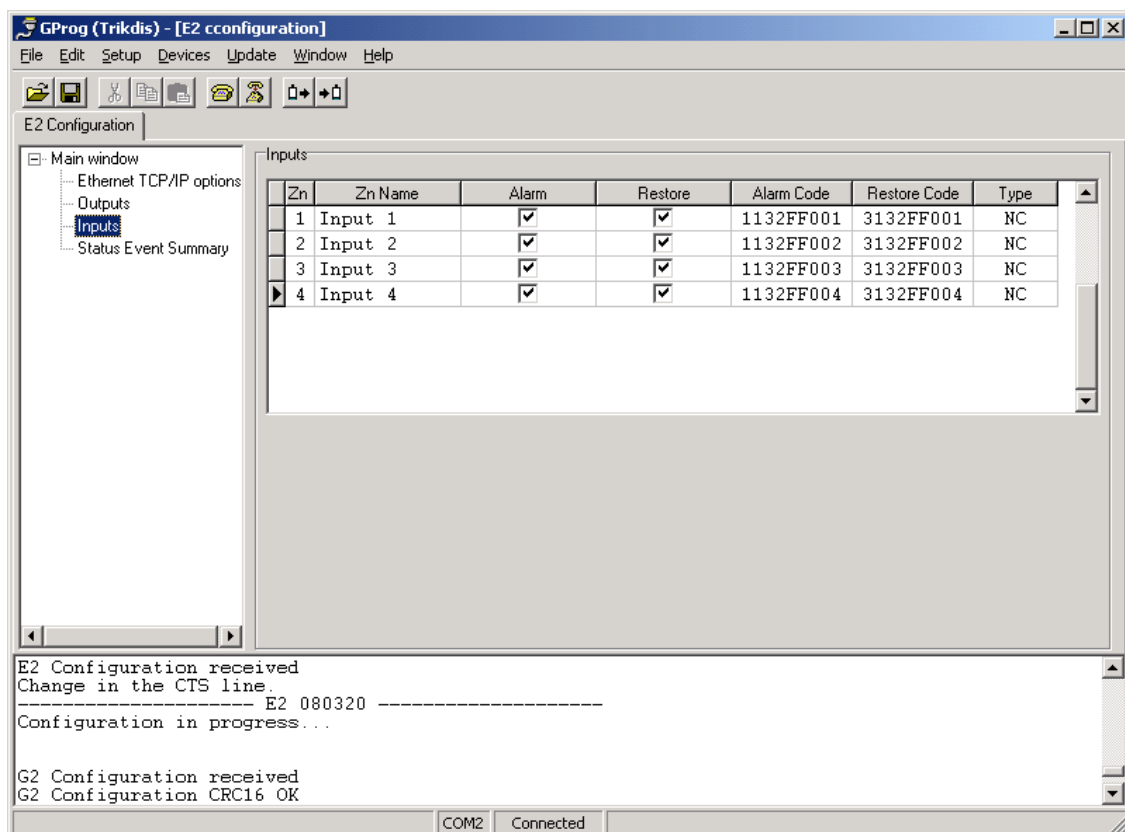 GProg (Trikdis) - [E2 cconfiguration]
File Edit Setup Devices Update Window Help
E2 Configuration
Main window
Ethernet TCP/IP options
Outputs
Inputs
Status Event Summary
Inputs
Zn Zn Name Alarm Restore Alarm Code Restore Code Type
1 Input 1 1132FF001 3132FF001 NC
2 Input 2 1132FF002 3132FF002 NC
3 Input 3 1132FF003 3132FF003 NC
4 Input 4 1132FF004 3132FF004 NC
E2 Configuration received
Change in the CTS line.
--------------------- E2 080320 --------------------
Configuration in progress...
G2 Configuration received
G2 Configuration CRC16 OK
COM2 Connected